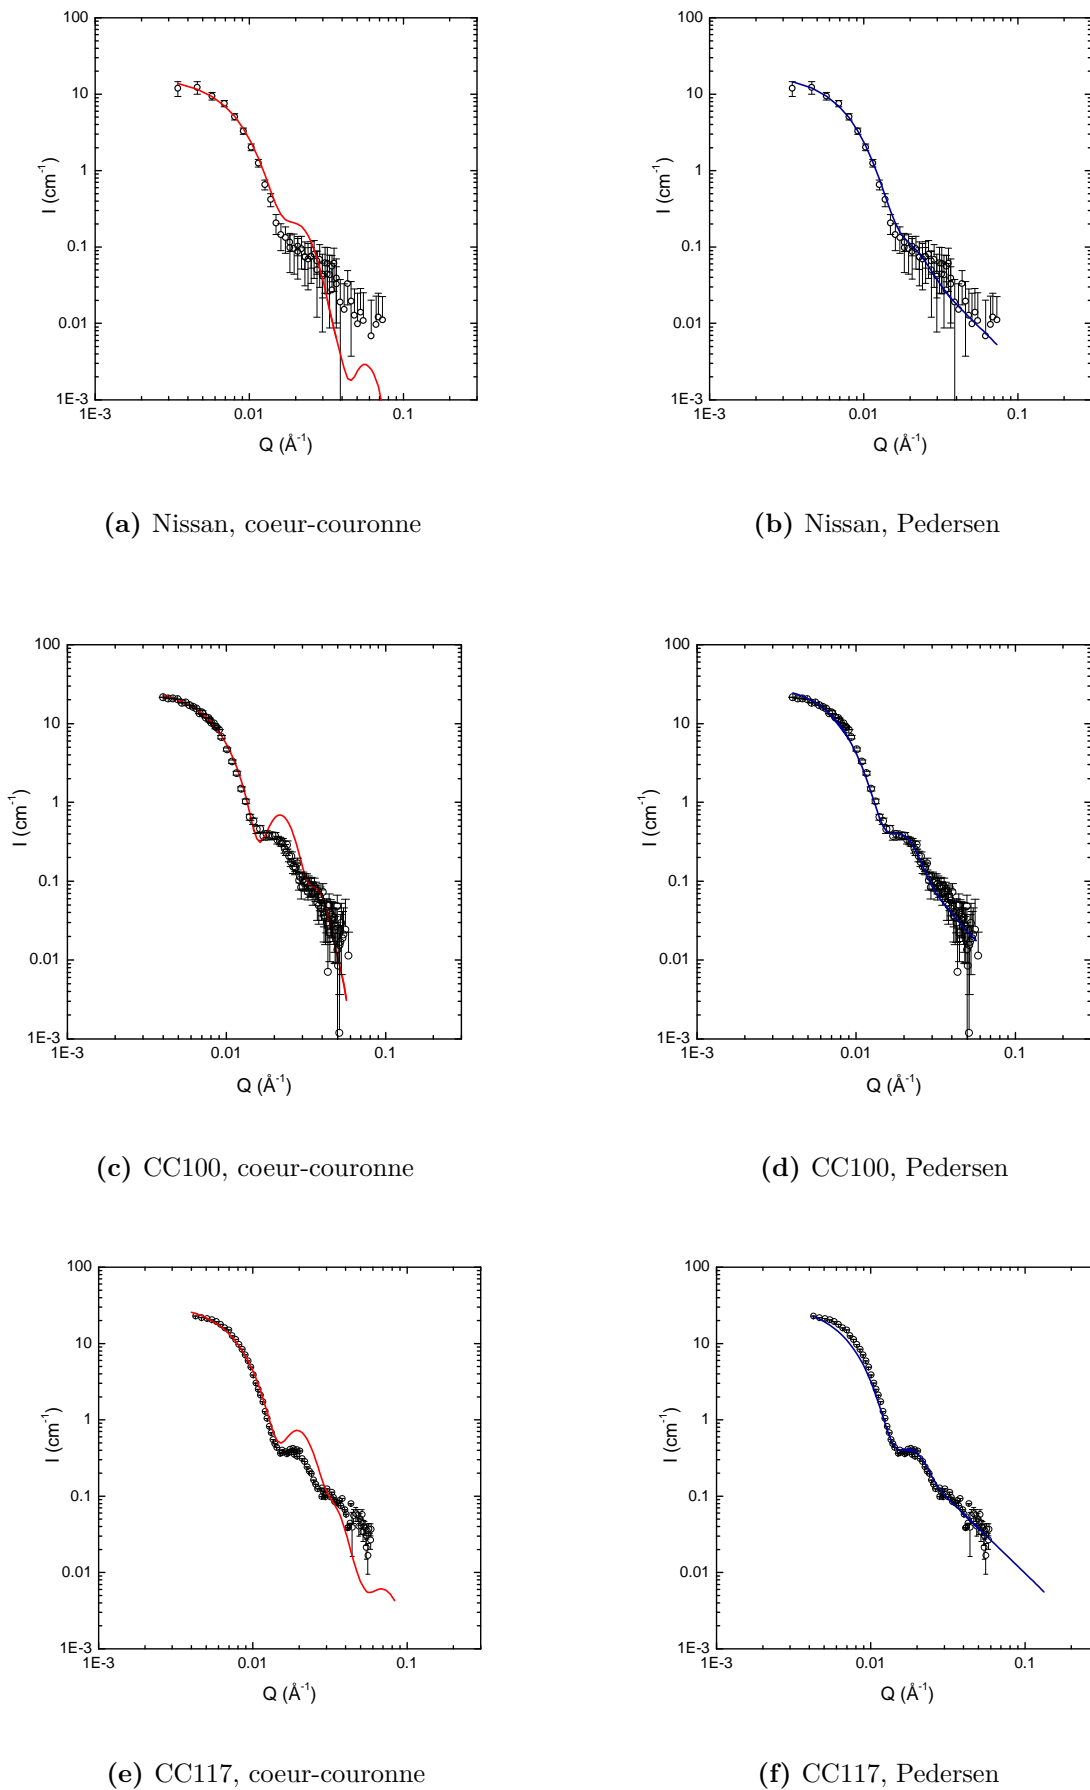 100
10
1
0.1
0.01
1E-3
1E-3
0.01
0.1
I (cm⁻¹)
Q (Å⁻¹)
100
10
1
0.1
0.01
1E-3
1E-3
0.01
0.1
I (cm⁻¹)
Q (Å⁻¹)
(a) Nissan, coeur-couronne
(b) Nissan, Pedersen
100
10
1
0.1
0.01
1E-3
1E-3
0.01
0.1
I (cm⁻¹)
Q (Å⁻¹)
100
10
1
0.1
0.01
1E-3
1E-3
0.01
0.1
I (cm⁻¹)
Q (Å⁻¹)
(c) CC100, coeur-couronne
(d) CC100, Pedersen
100
10
1
0.1
0.01
1E-3
1E-3
0.01
0.1
I (cm⁻¹)
Q (Å⁻¹)
100
10
1
0.1
0.01
1E-3
1E-3
0.01
0.1
I (cm⁻¹)
Q (Å⁻¹)
(e) CC117, coeur-couronne
(f) CC117, Pedersen